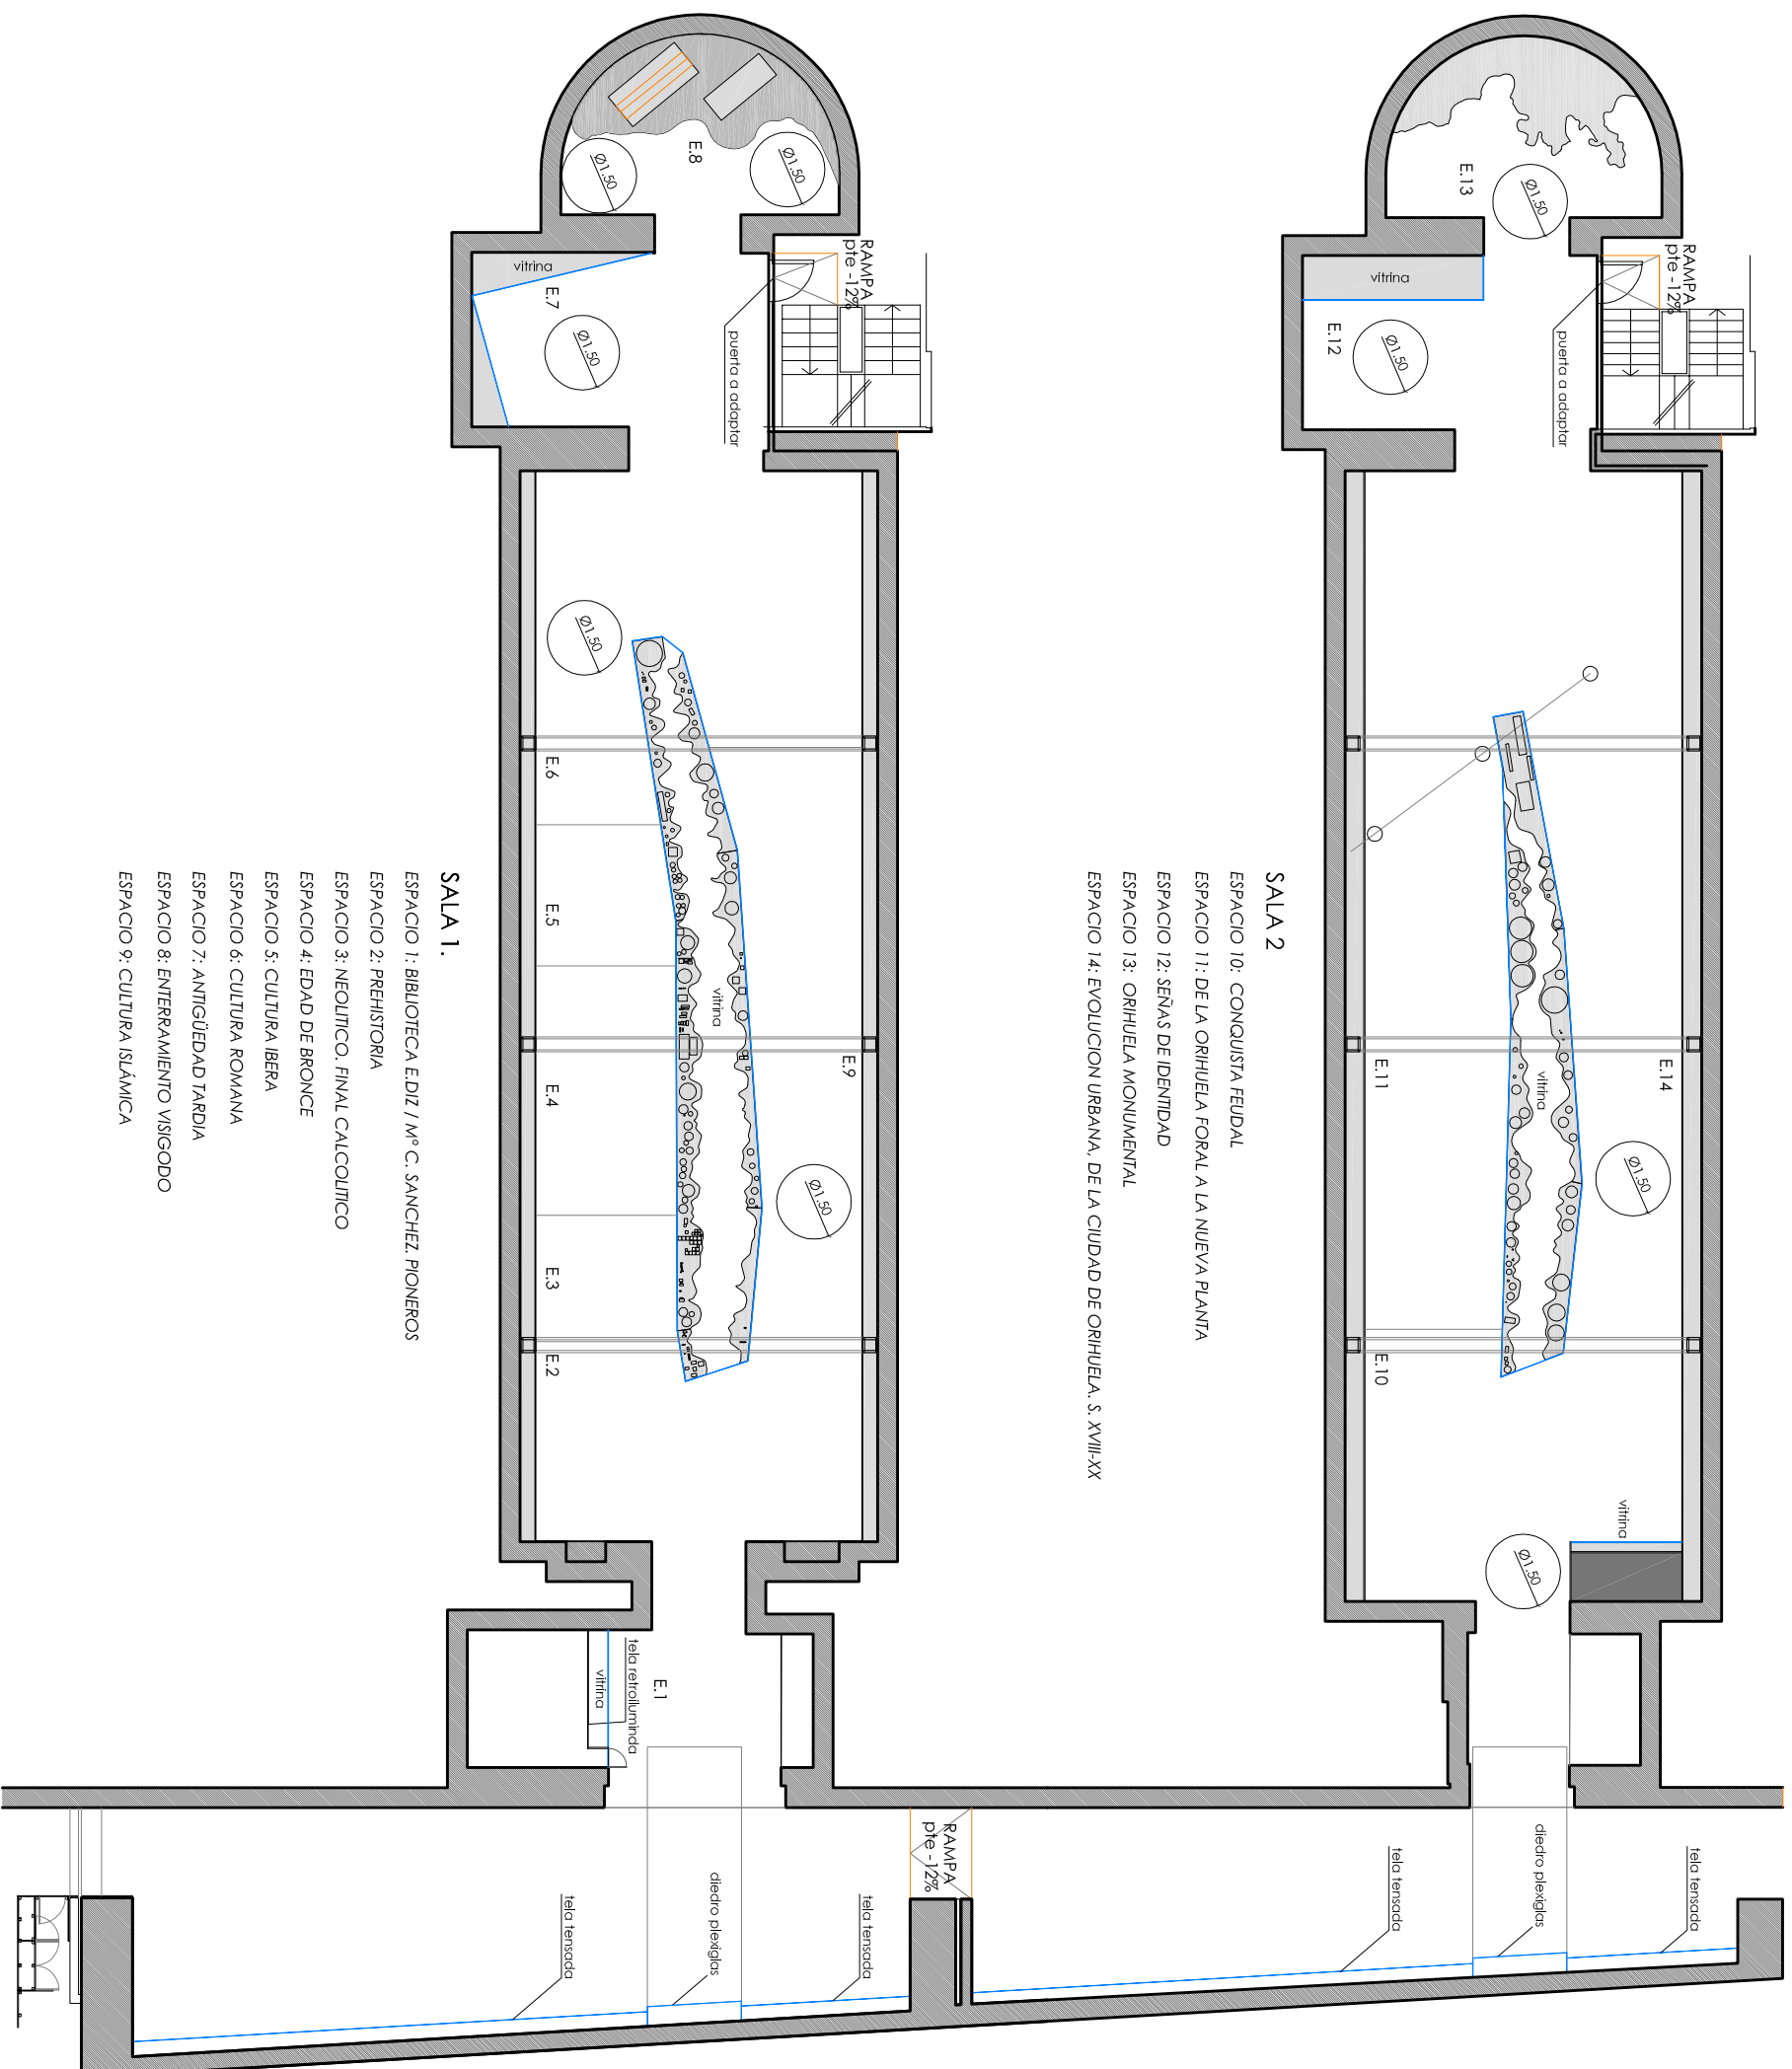 SALA 2
ESPACIO 10: CONQUISTA FEUDAL
ESPACIO 11: DE LA ORIHUELA FORAL A LA NUEVA PLANTA
ESPACIO 12: SEÑAS DE IDENTIDAD
ESPACIO 13: ORIHUELA MONUMENTAL
ESPACIO 14: EVOLUCION URBANA, DE LA CIUDAD DE ORIHUELA. S. XVIII-XX
E.13
Ø1.50
RAMPA
pte -12%
puerta a adaptar
vitrina
E.12
Ø1.50
E.14
E.11
vitrina
Ø1.50
E.10
vitrina
Ø1.50
tela tensada
diedro plexiglas
tela tensada
SALA 1.
ESPACIO 1: BIBLIOTECA E.DIZ / Mº C. SANCHEZ. PIONEROS
ESPACIO 2: PREHISTORIA
ESPACIO 3: NEOLITICO. FINAL CALCOLITICO
ESPACIO 4: EDAD DE BRONCE
ESPACIO 5: CULTURA IBERA
ESPACIO 6: CULTURA ROMANA
ESPACIO 7: ANTIGÜEDAD TARDIA
ESPACIO 8: ENTERRAMIENTO VISIGODO
ESPACIO 9: CULTURA ISLÁMICA
E.8
Ø1.50
Ø1.50
RAMPA
pte -12%
puerta a adaptar
vitrina
E.7
Ø1.50
Ø1.50
E.6
E.5
vitrina
E.9
E.4
Ø1.50
E.3
E.2
E.1
tela retroiluminda
vitrina
RAMPA
pte -12%
tela tensada
diedro plexiglas
tela tensada